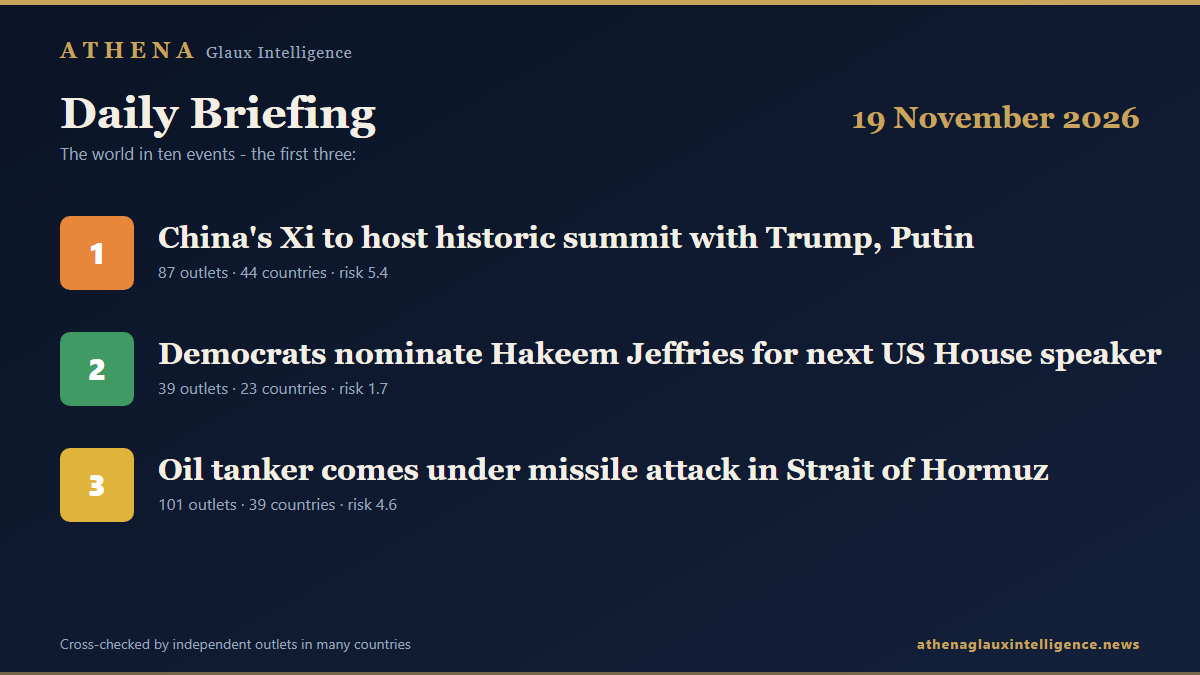 ATHENA Glaux Intelligence
Daily Briefing
19 November 2026
The world in ten events - the first three:
1
China's Xi to host historic summit with Trump, Putin
87 outlets · 44 countries · risk 5.4
2
Democrats nominate Hakeem Jeffries for next US House speaker
39 outlets · 23 countries · risk 1.7
3
Oil tanker comes under missile attack in Strait of Hormuz
101 outlets · 39 countries · risk 4.6
Cross-checked by independent outlets in many countries
athenaglauxintelligence.news